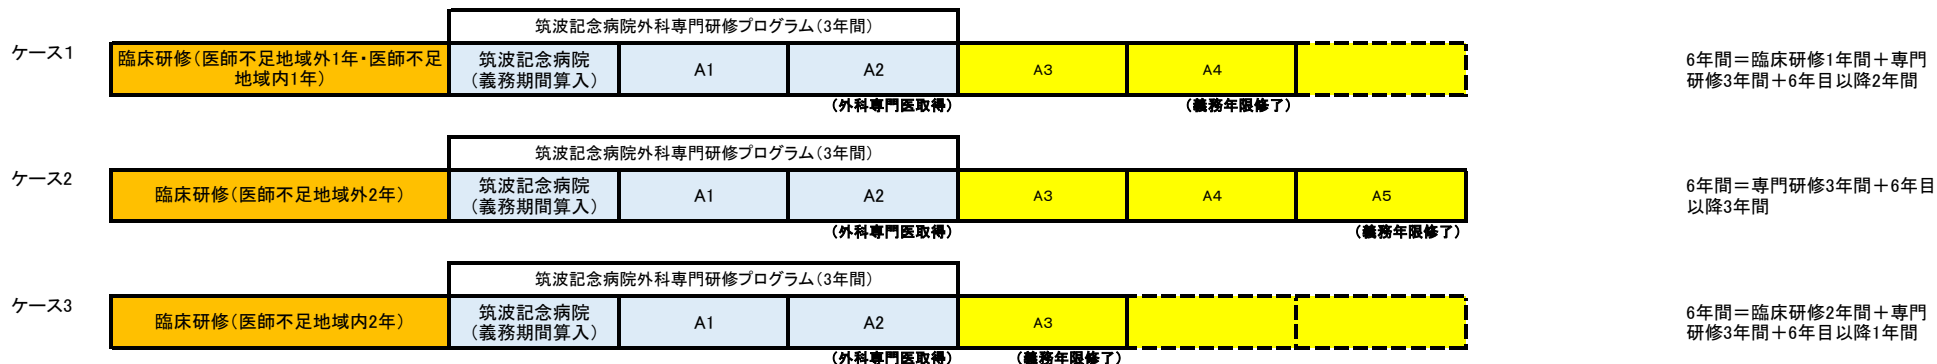 筑波記念病院外科専門研修プログラム(3年間)
ケース1
臨床研修(医師不足地域外1年・医師不足
地域内1年)
筑波記念病院
(義務期間算入)
A1
A2
A3
A4
6年間=臨床研修1年間+専門
研修3年間+6年目以降2年間
(外科専門医取得)
(義務年限修了)
筑波記念病院外科専門研修プログラム(3年間)
ケース2
臨床研修(医師不足地域外2年)
筑波記念病院
(義務期間算入)
A1
A2
A3
A4
A5
6年間=専門研修3年間+6年目
以降3年間
(外科専門医取得)
(義務年限修了)
筑波記念病院外科専門研修プログラム(3年間)
ケース3
臨床研修(医師不足地域内2年)
筑波記念病院
(義務期間算入)
A1
A2
A3
6年間=臨床研修2年間+専門
研修3年間+6年目以降1年間
(外科専門医取得)
(義務年限修了)